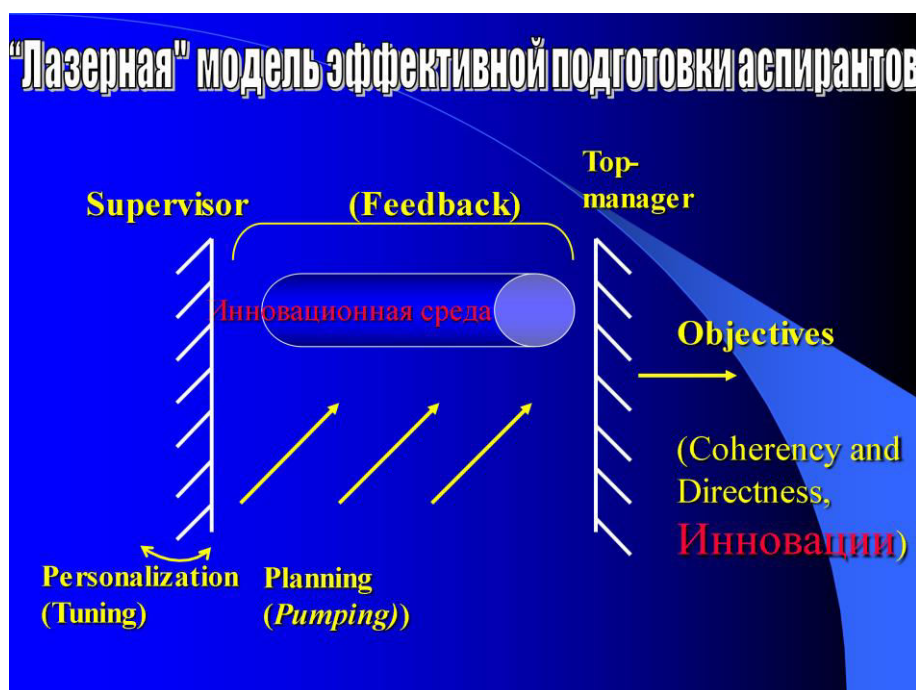 “Лазерная" модель эффективной подготовки аспирантов
Top-
manager
Supervisor
(Feedback)
Инновационная среда
Objectives
(Coherency and
Directness,
Инновации)
Personalization
(Tuning)
Planning
(Pumping))